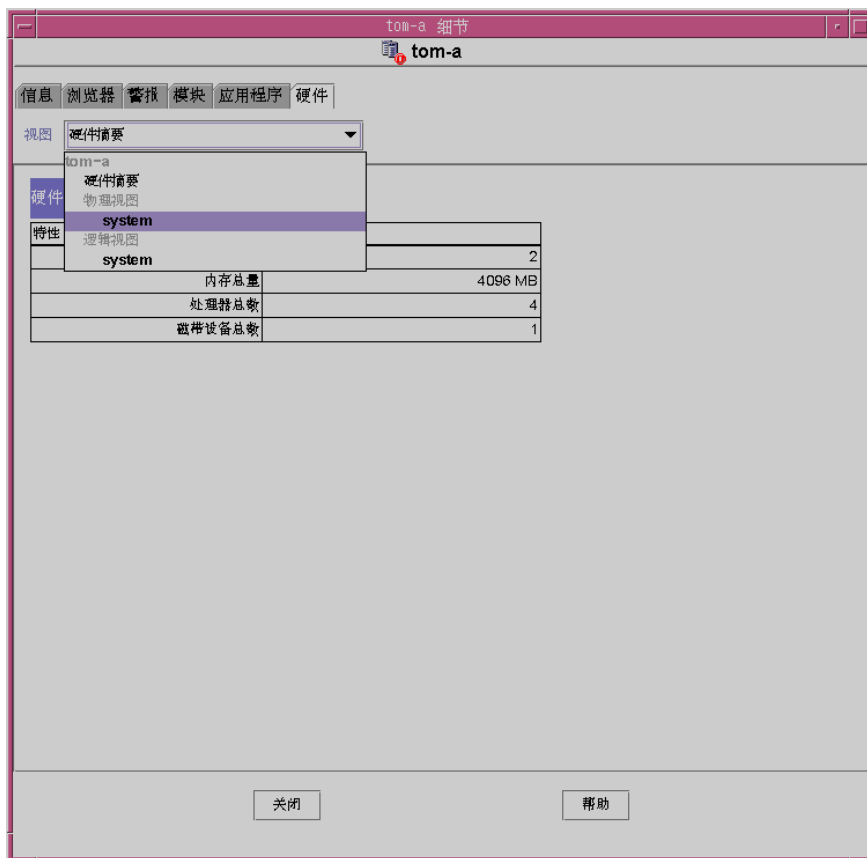 tom-a 细节
tom-a
信息 浏览器 警报 模块 应用程序 硬件
视图 硬件摘要
tom-a
硬件摘要
硬件
物理视图
system
特性
逻辑视图
2
system
内存总量 4096 MB
处理器总数 4
磁带设备总数 1
关闭 帮助